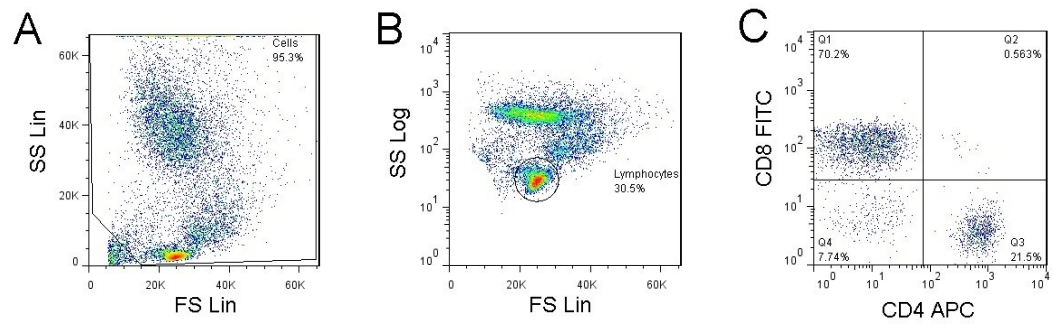 A
SS Lin
60K
40K
20K
0
Cells
95.3%
0 20K 40K 60K
FS Lin
B
SS Log
10^4
10^3
10^2
10^1
10^0
Lymphocytes
30.5%
0 20K 40K 60K
FS Lin
C
CD8 FITC
10^4
10^3
10^2
10^1
10^0
Q1
70.2%
Q2
0.563%
Q4
7.74%
Q3
21.5%
10^0 10^1 10^2 10^3 10^4
CD4 APC